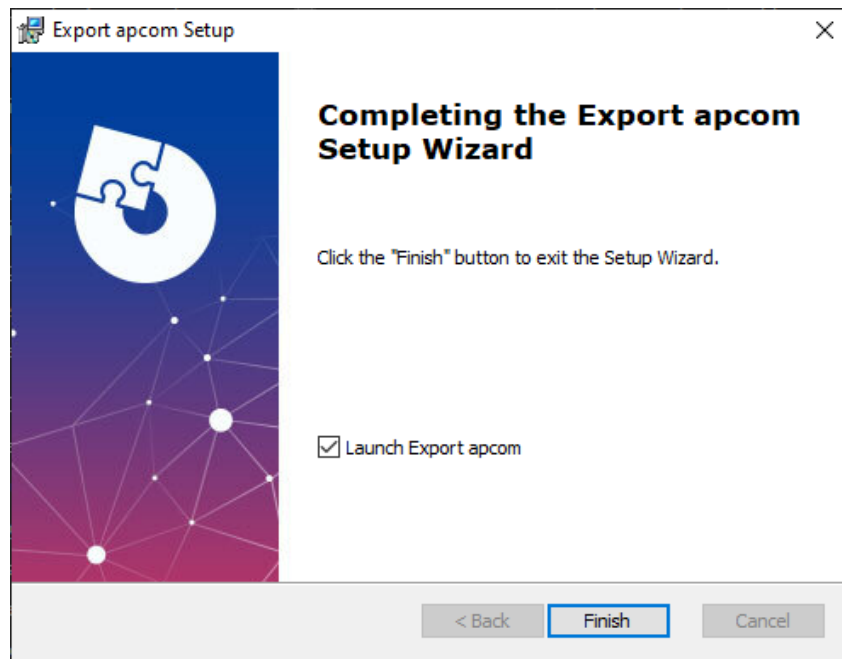 Export apcom Setup
Completing the Export apcom
Setup Wizard
Click the "Finish" button to exit the Setup Wizard.
Launch Export apcom
< Back
Finish
Cancel